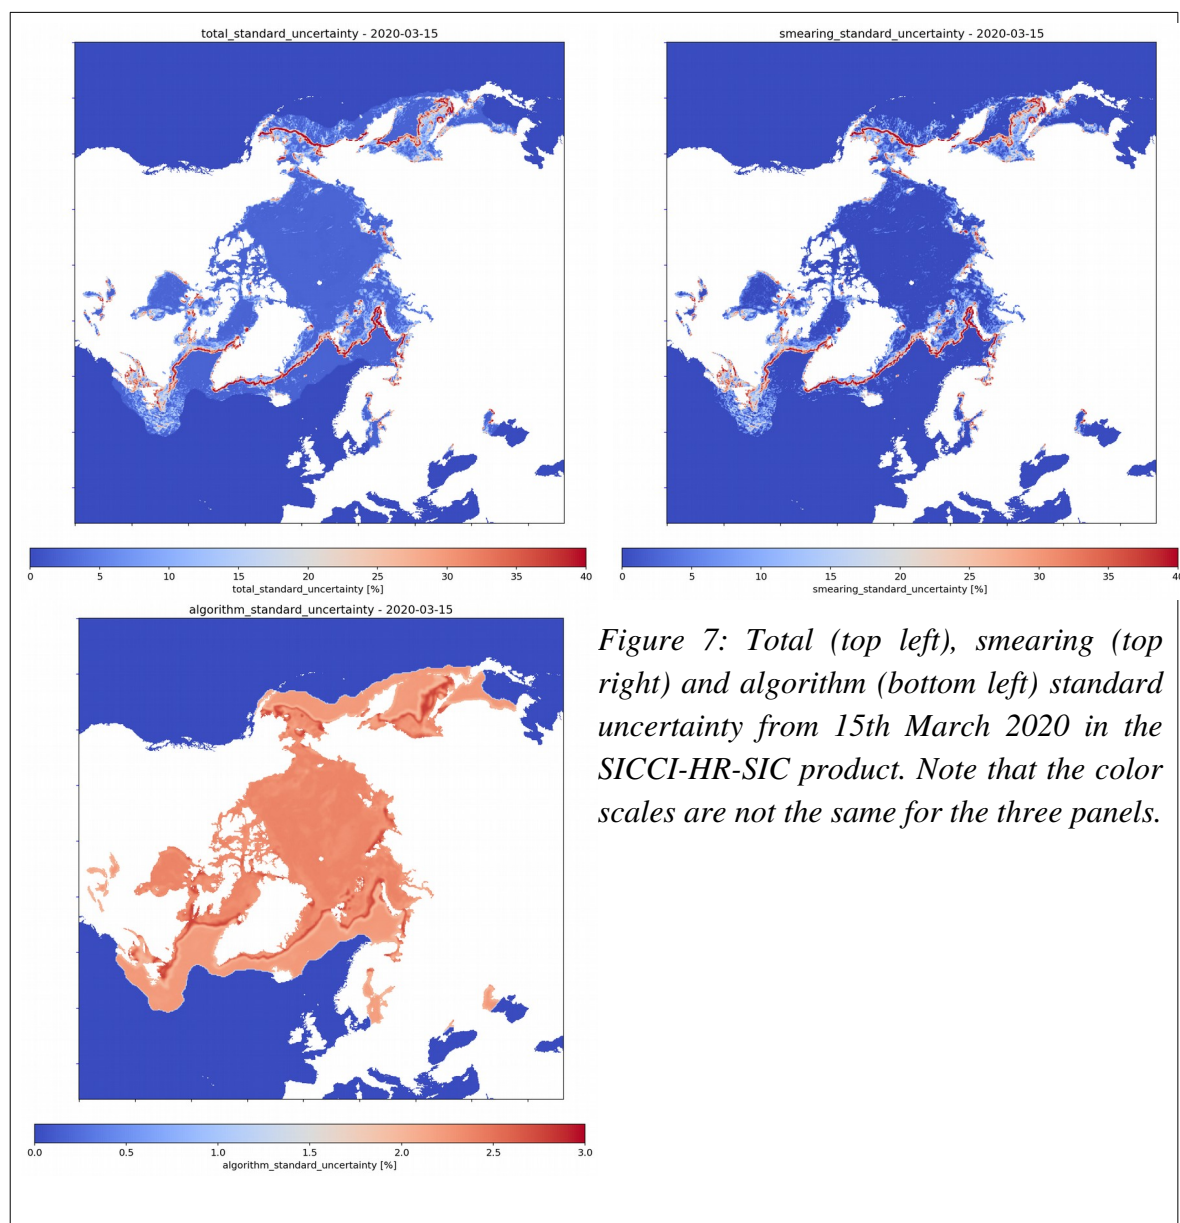 total_standard_uncertainty - 2020-03-15
smearing_standard_uncertainty - 2020-03-15
0 5 10 15 20 25 30 35 40
total_standard_uncertainty [%]
0 5 10 15 20 25 30 35 40
smearing_standard_uncertainty [%]
algorithm_standard_uncertainty - 2020-03-15
Figure 7: Total (top left), smearing (top
right) and algorithm (bottom left) standard
uncertainty from 15th March 2020 in the
SICCI-HR-SIC product. Note that the color
scales are not the same for the three panels.
0.0 0.5 1.0 1.5 2.0 2.5 3.0
algorithm_standard_uncertainty [%]